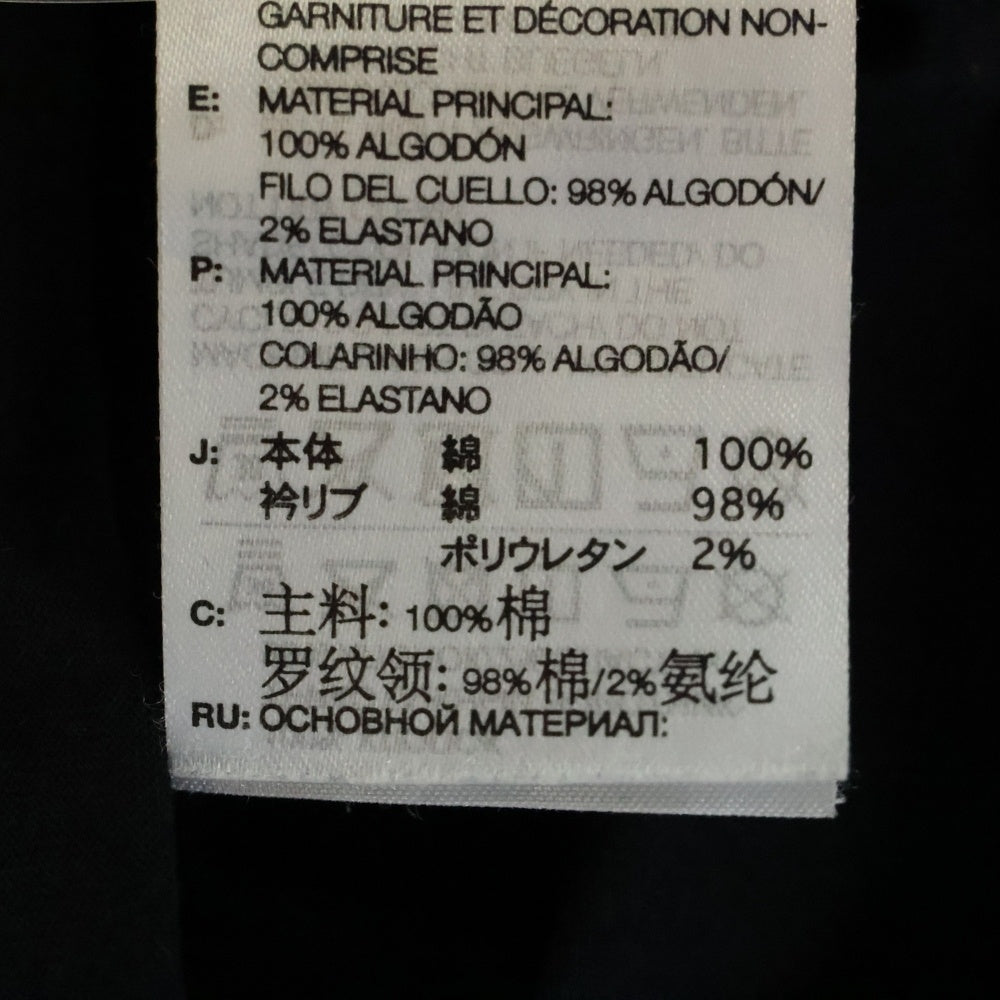 GARNITURE ET DÉCORATION NON-
COMPRISE
E: MATERIAL PRINCIPAL:
100% ALGODÓN
FILO DEL CUELLO: 98% ALGODÓN/
2% ELASTANO
P: MATERIAL PRINCIPAL:
100% ALGODÃO
COLARINHO: 98% ALGODÃO/
2% ELASTANO
J: 本体 綿 100%
衿リブ 綿 98%
ポリウレタン 2%
C: 主料: 100%棉
罗纹领: 98%棉/2%氨纶
RU: ОСНОВНОЙ МАТЕРИАЛ: